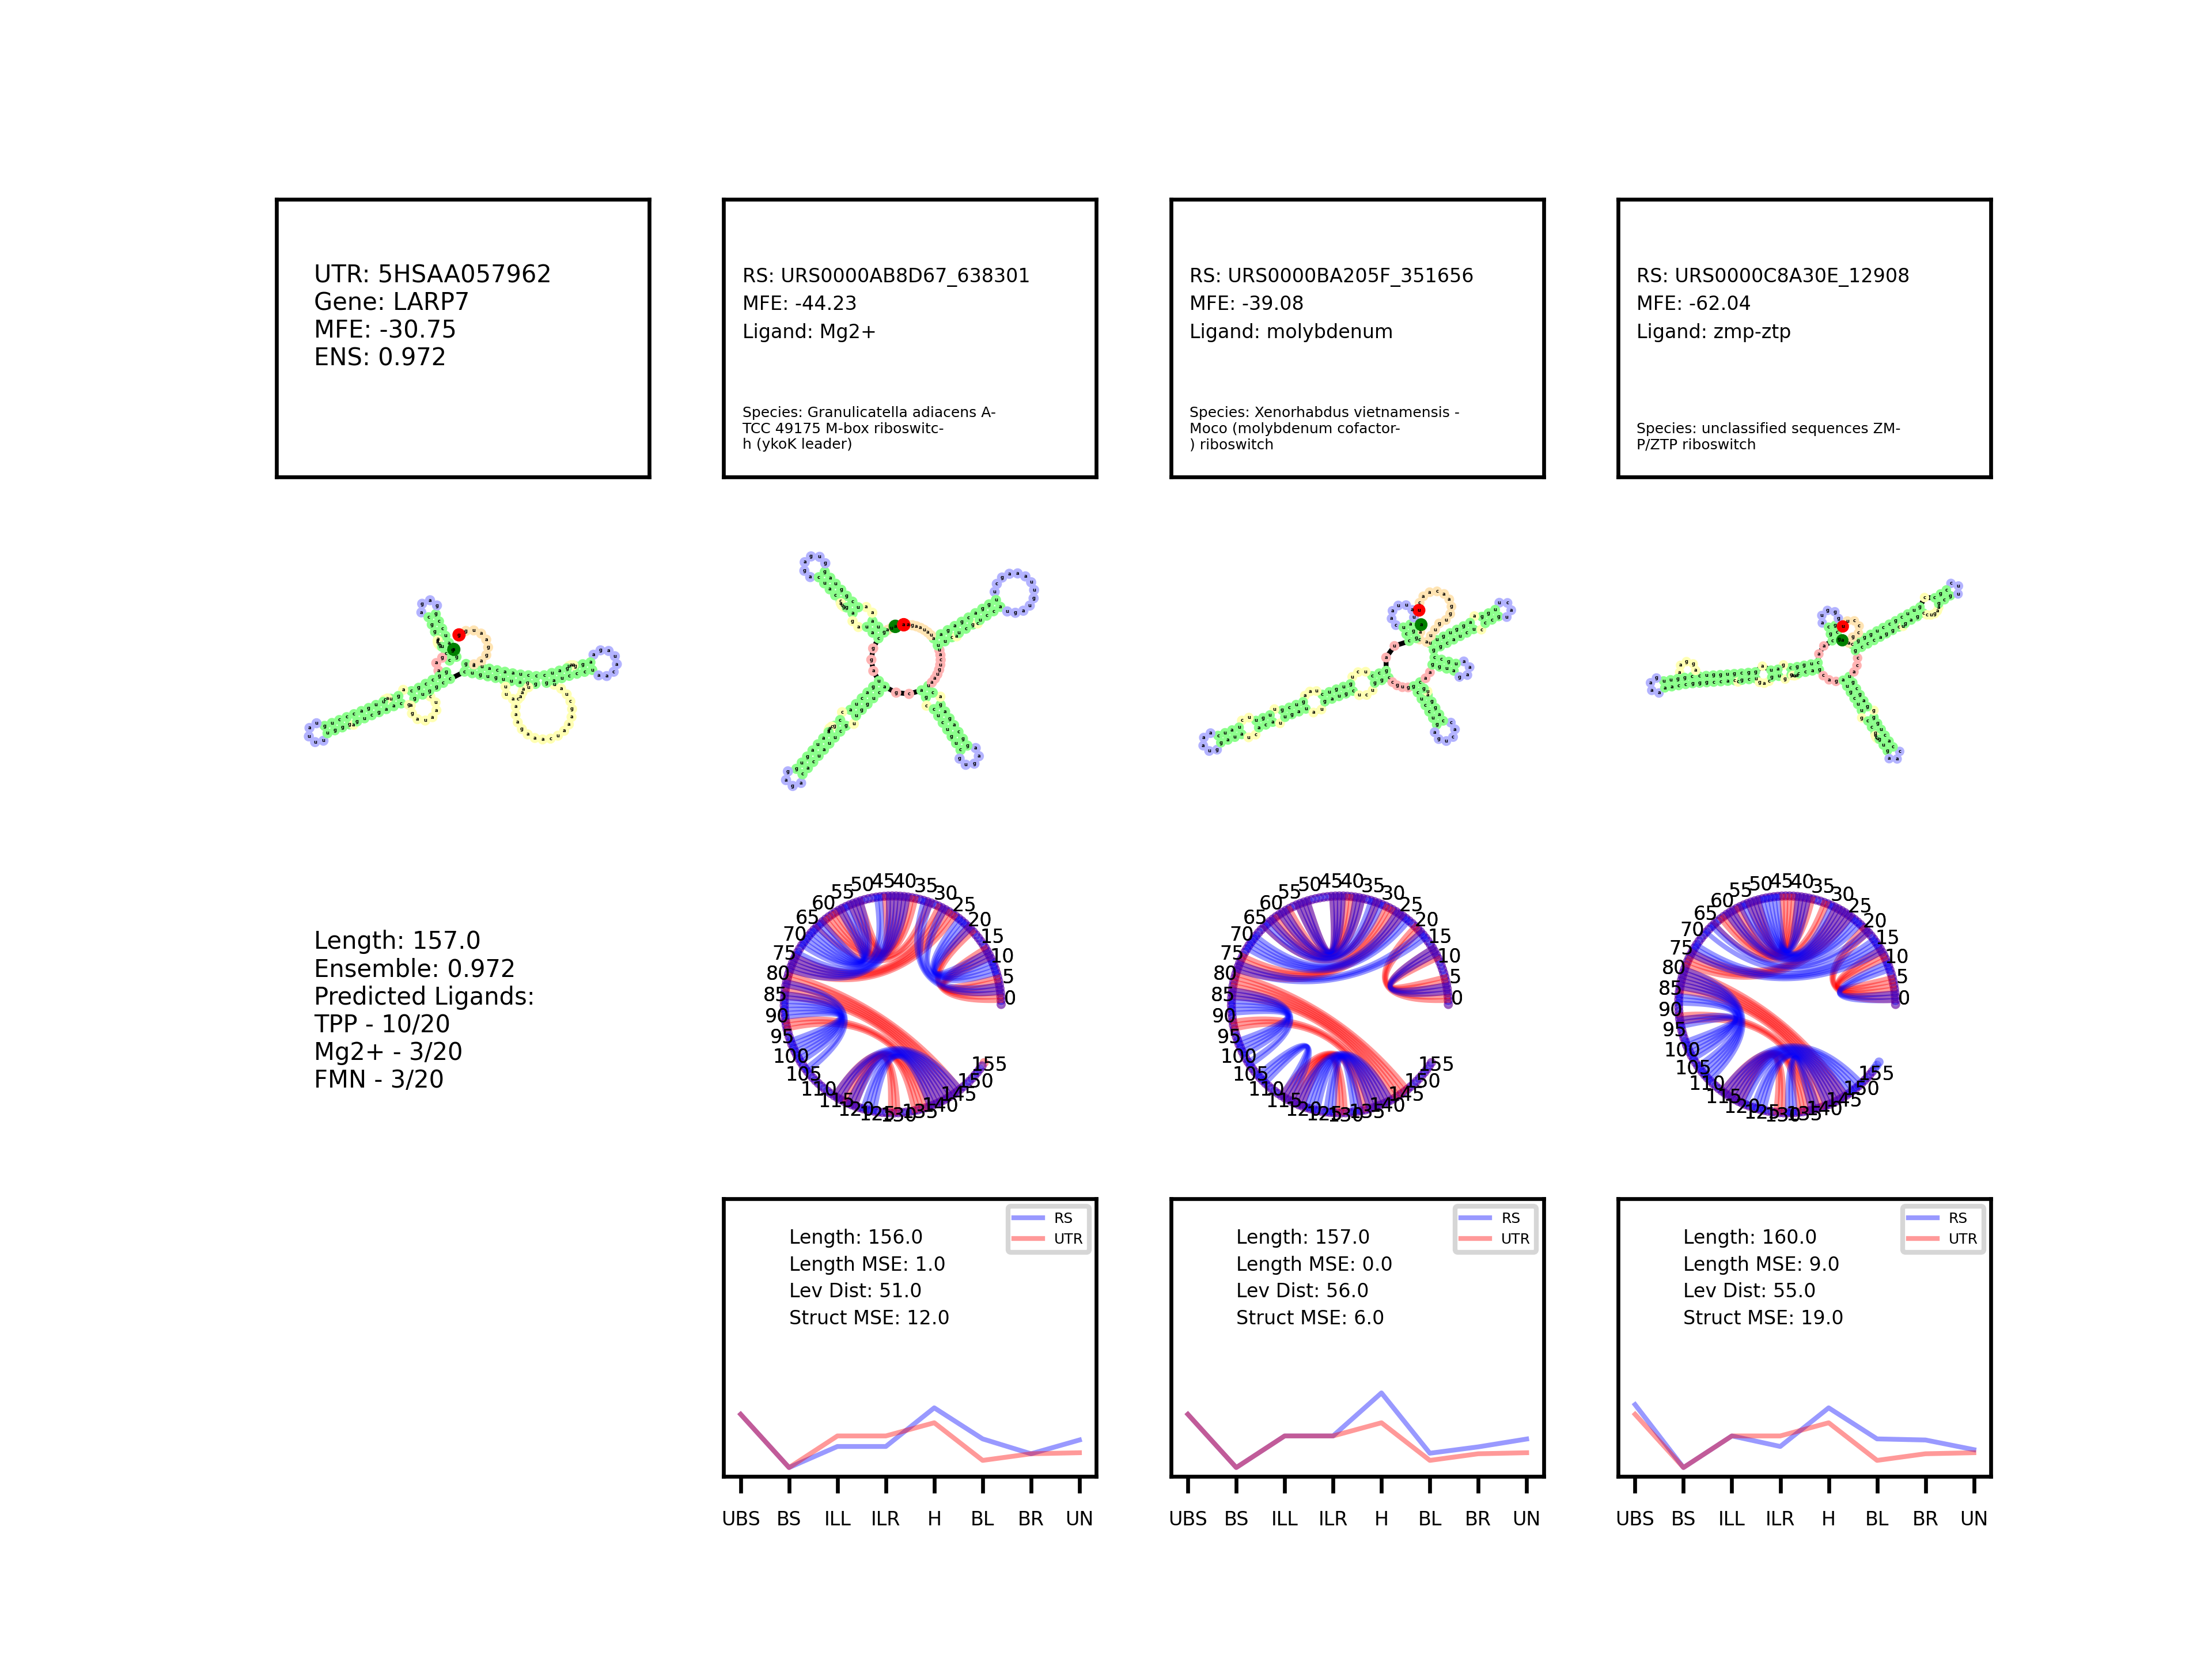 UTR: 5HSAA057962
Gene: LARP7
MFE: -30.75
ENS: 0.972
RS: URS0000AB8D67_638301
MFE: -44.23
Ligand: Mg2+
Species: Granulicatella adiacens A-
TCC 49175 M-box riboswitc-
h (ykoK leader)
RS: URS0000BA205F_351656
MFE: -39.08
Ligand: molybdenum
Species: Xenorhabdus vietnamensis -
Moco (molybdenum cofactor-
) riboswitch
RS: URS0000C8A30E_12908
MFE: -62.04
Ligand: zmp-ztp
Species: unclassified sequences ZM-
P/ZTP riboswitch
Length: 157.0
Ensemble: 0.972
Predicted Ligands:
TPP - 10/20
Mg2+ - 3/20
FMN - 3/20
0
5
10
15
20
25
30
35
40
45
50
55
60
65
70
75
80
85
90
95
100
105
110
115
120
125
130
135
140
145
150
155
0
5
10
15
20
25
30
35
40
45
50
55
60
65
70
75
80
85
90
95
100
105
110
115
120
125
130
135
140
145
150
155
0
5
10
15
20
25
30
35
40
45
50
55
60
65
70
75
80
85
90
95
100
105
110
115
120
125
130
135
140
145
150
155
RS
UTR
Length: 156.0
Length MSE: 1.0
Lev Dist: 51.0
Struct MSE: 12.0
UBS BS ILL ILR H BL BR UN
RS
UTR
Length: 157.0
Length MSE: 0.0
Lev Dist: 56.0
Struct MSE: 6.0
UBS BS ILL ILR H BL BR UN
RS
UTR
Length: 160.0
Length MSE: 9.0
Lev Dist: 55.0
Struct MSE: 19.0
UBS BS ILL ILR H BL BR UN